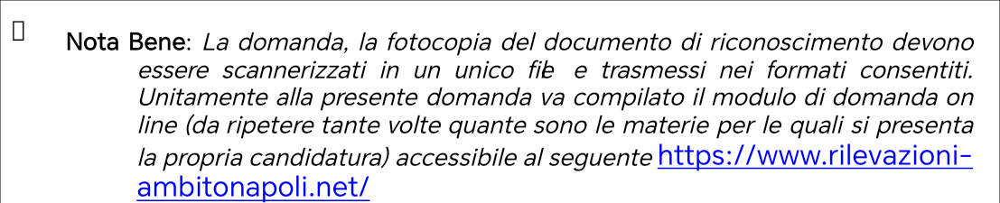 Nota Bene: La domanda, la fotocopia del documento di riconoscimento devono
essere scannerizzati in un unico file e trasmessi nei formati consentiti.
Unitamente alla presente domanda va compilato il modulo di domanda on
line (da ripetere tante volte quante sono le materie per le quali si presenta
la propria candidatura) accessibile al seguente https://www.rilevazioni-
ambitonapoli.net/